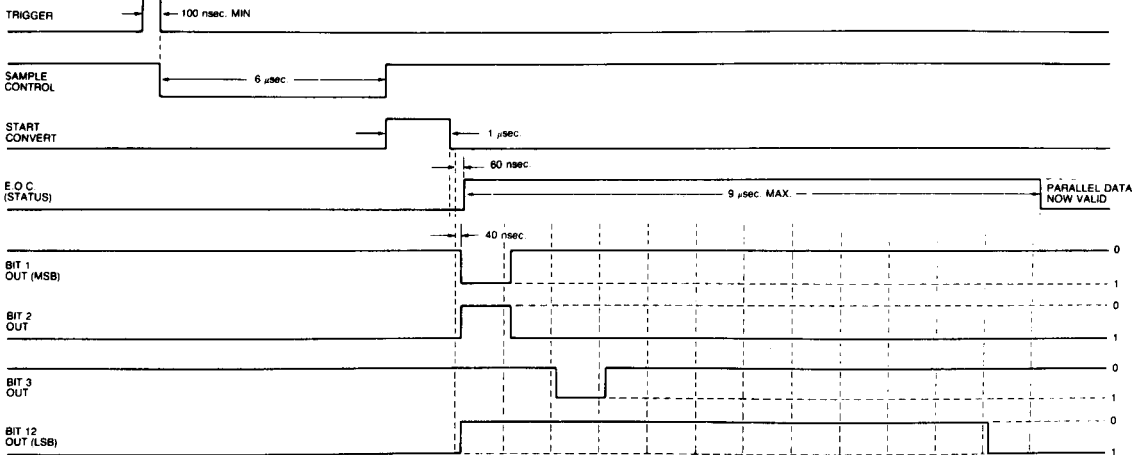 TRIGGER
100 nsec. MIN
SAMPLE
CONTROL
6 μsec.
START
CONVERT
1 μsec.
60 nsec.
E.O.C.
(STATUS)
9 μsec. MAX.
PARALLEL DATA
NOW VALID
40 nsec.
BIT 1
OUT (MSB)
0
1
BIT 2
OUT
0
1
BIT 3
OUT
0
1
BIT 12
OUT (LSB)
0
1